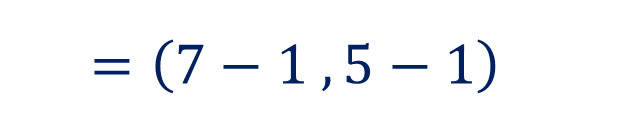 = (7 − 1 , 5 − 1)